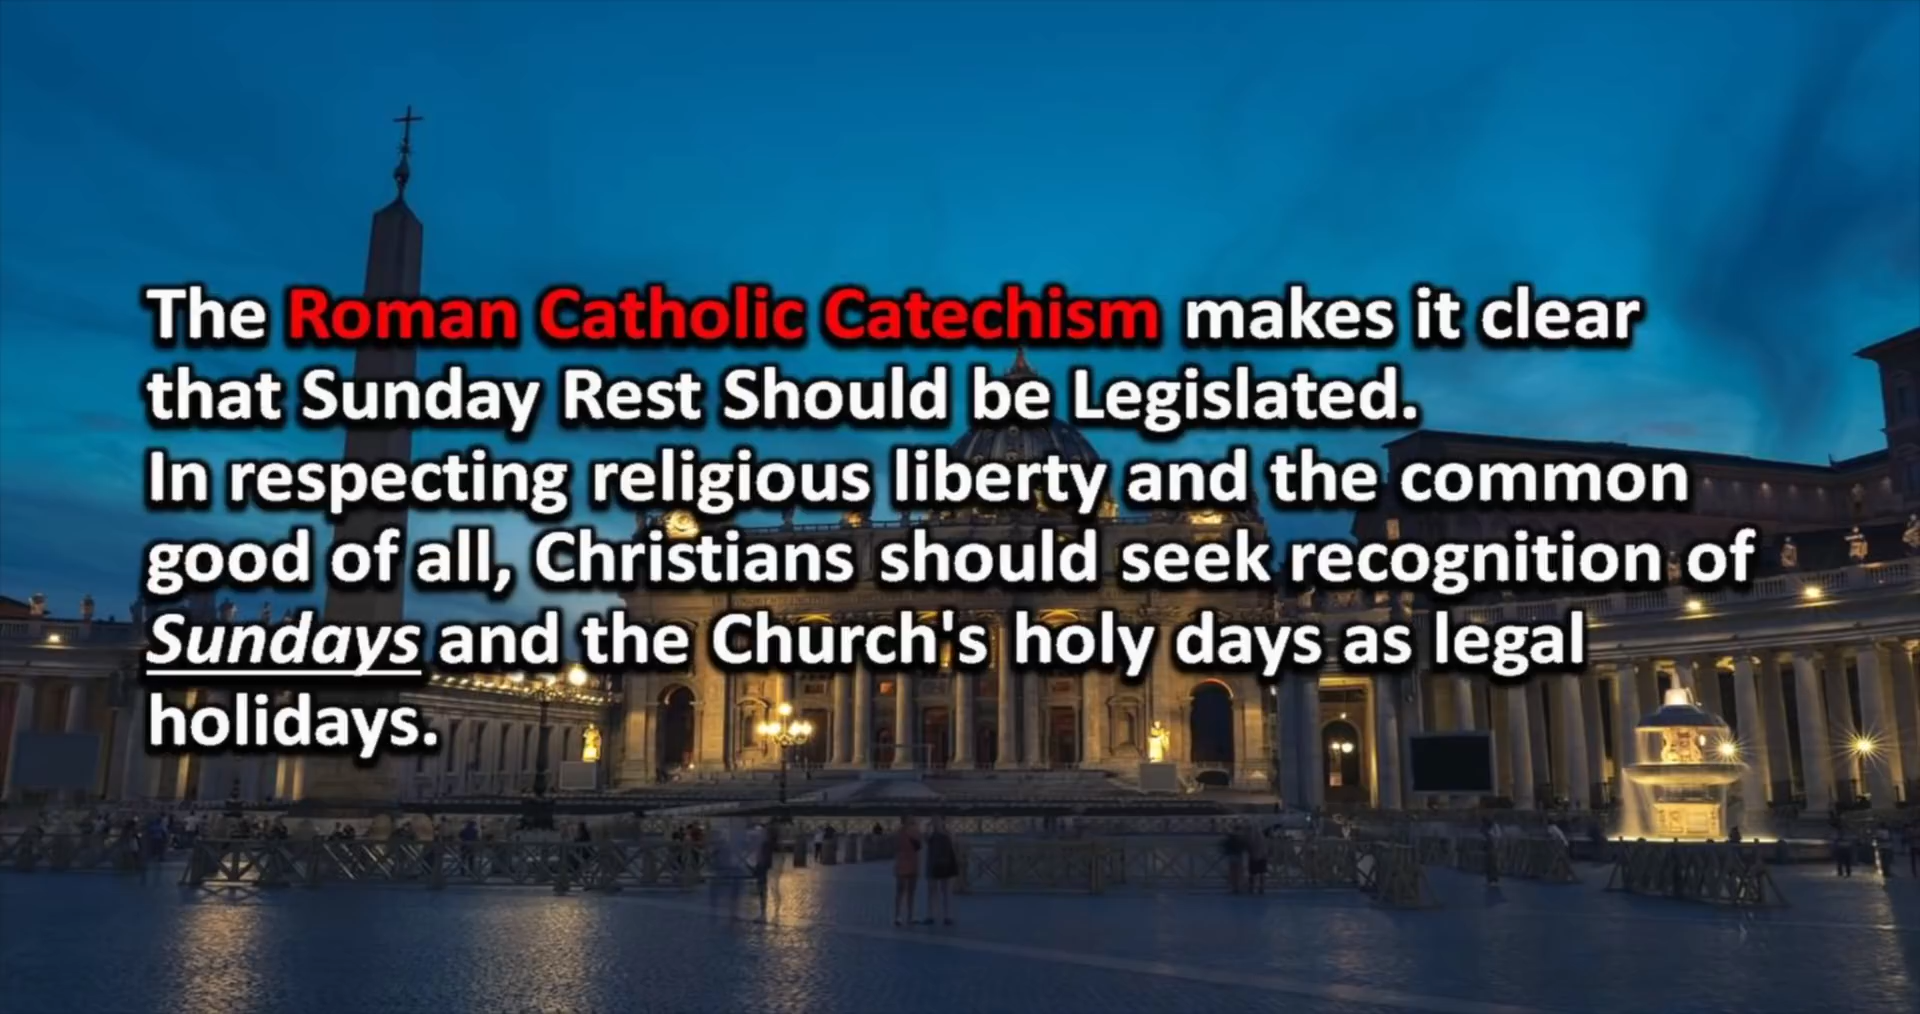 The Roman Catholic Catechism makes it clear
that Sunday Rest Should be Legislated.
In respecting religious liberty and the common
good of all, Christians should seek recognition of
Sundays and the Church's holy days as legal
holidays.